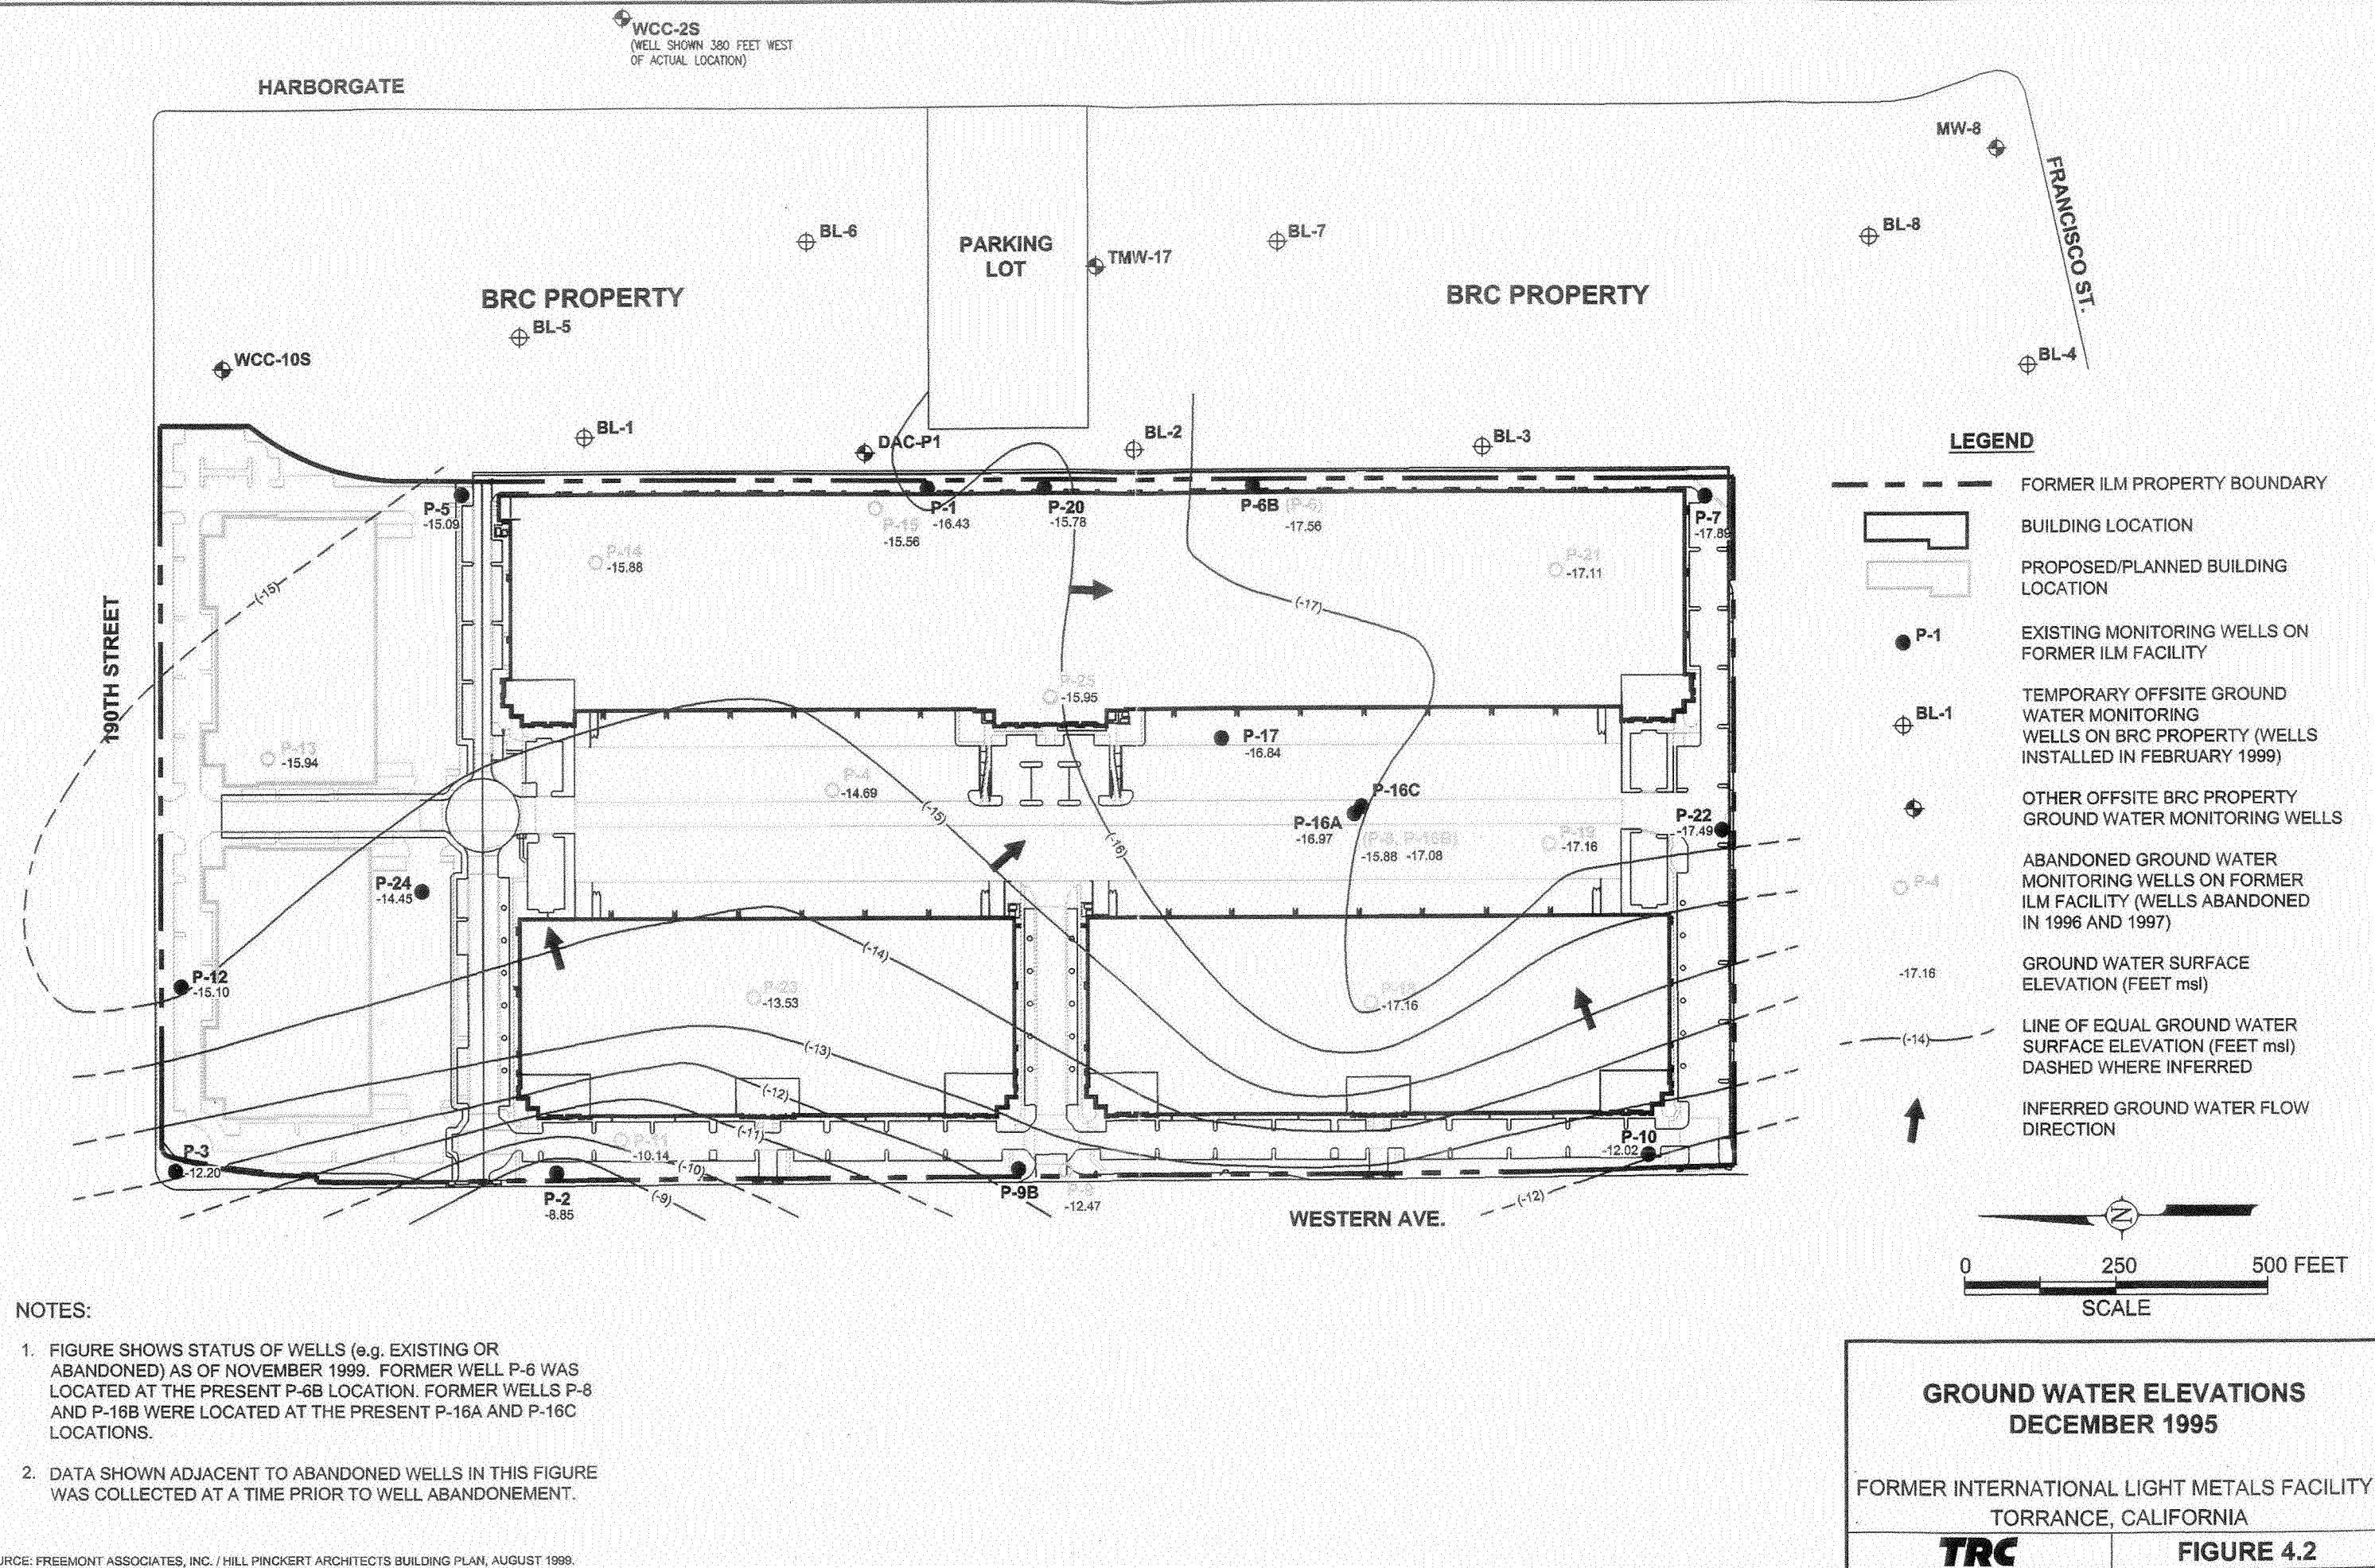 WCC-2S
(WELL SHOWN 380 FEET WEST
OF ACTUAL LOCATION)
HARBORGATE
MW-8
FRANCISCO ST.
BL-6
BL-7
BL-8
PARKING
LOT
TMW-17
BRC PROPERTY
BRC PROPERTY
BL-5
WCC-10S
BL-4
BL-1
DAC-P1
BL-2
BL-3
P-5
-15.09
P-15
-15.56
P-1
-16.43
P-20
-15.78
P-6B (P-6)
-17.56
P-7
-17.89
P-14
-15.88
P-21
-17.11
(-15)
(-17)
190TH STREET
P-25
-15.95
P-13
-15.94
P-17
-16.84
P-4
-14.69
(-15)
(-16)
P-16C
P-16A
-16.97
(P-8, P-16B)
-15.88 -17.08
P-19
-17.16
P-22
-17.49
P-24
-14.45
(-14)
P-12
-15.10
P-23
-13.53
-17.16
(-13)
(-12)
(-11)
P-11
-10.14
(-10)
P-3
-12.20
P-2
-8.85
(-9)
P-9B
P-9
-12.47
P-10
-12.02
(-12)
WESTERN AVE.
LEGEND
FORMER ILM PROPERTY BOUNDARY
BUILDING LOCATION
PROPOSED/PLANNED BUILDING
LOCATION
P-1
EXISTING MONITORING WELLS ON
FORMER ILM FACILITY
BL-1
TEMPORARY OFFSITE GROUND
WATER MONITORING
WELLS ON BRC PROPERTY (WELLS
INSTALLED IN FEBRUARY 1999)
OTHER OFFSITE BRC PROPERTY
GROUND WATER MONITORING WELLS
P-4
ABANDONED GROUND WATER
MONITORING WELLS ON FORMER
ILM FACILITY (WELLS ABANDONED
IN 1996 AND 1997)
-17.16
GROUND WATER SURFACE
ELEVATION (FEET msl)
(-14)
LINE OF EQUAL GROUND WATER
SURFACE ELEVATION (FEET msl)
DASHED WHERE INFERRED
INFERRED GROUND WATER FLOW
DIRECTION
N
0 250 500 FEET
SCALE
NOTES:
1. FIGURE SHOWS STATUS OF WELLS (e.g. EXISTING OR
ABANDONED) AS OF NOVEMBER 1999. FORMER WELL P-6 WAS
LOCATED AT THE PRESENT P-6B LOCATION. FORMER WELLS P-8
AND P-16B WERE LOCATED AT THE PRESENT P-16A AND P-16C
LOCATIONS.
2. DATA SHOWN ADJACENT TO ABANDONED WELLS IN THIS FIGURE
WAS COLLECTED AT A TIME PRIOR TO WELL ABANDONEMENT.
GROUND WATER ELEVATIONS
DECEMBER 1995
FORMER INTERNATIONAL LIGHT METALS FACILITY
TORRANCE, CALIFORNIA
TRC
FIGURE 4.2
URCE: FREEMONT ASSOCIATES, INC. / HILL PINCKERT ARCHITECTS BUILDING PLAN, AUGUST 1999.